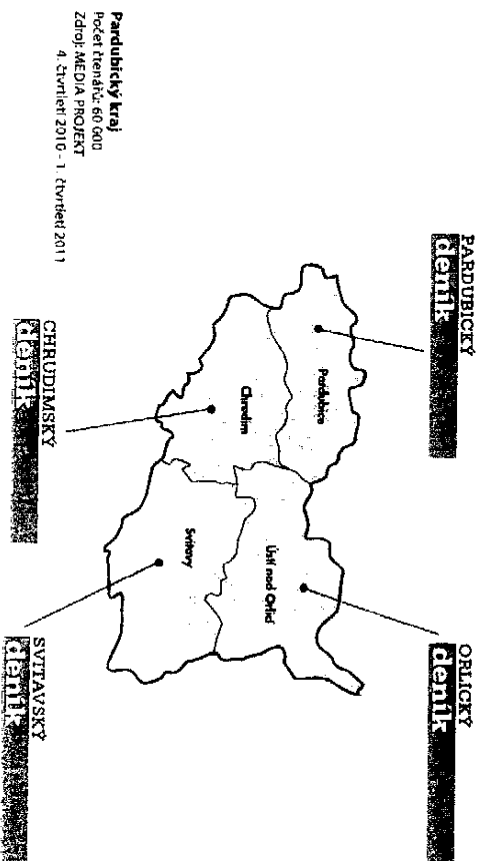 PARDUBICKÝ
deník
ORLICKÝ
deník
Pardubice
Ústí nad Orlicí
Chrudim
Svitavy
CHRUDIMSKÝ
deník
SVITAVSKÝ
deník
Pardubický kraj
Počet čtenářů: 60 000
Zdroj: MEDIA PROJEKT
4. čtvrtletí 2010 - 1. čtvrtletí 2011